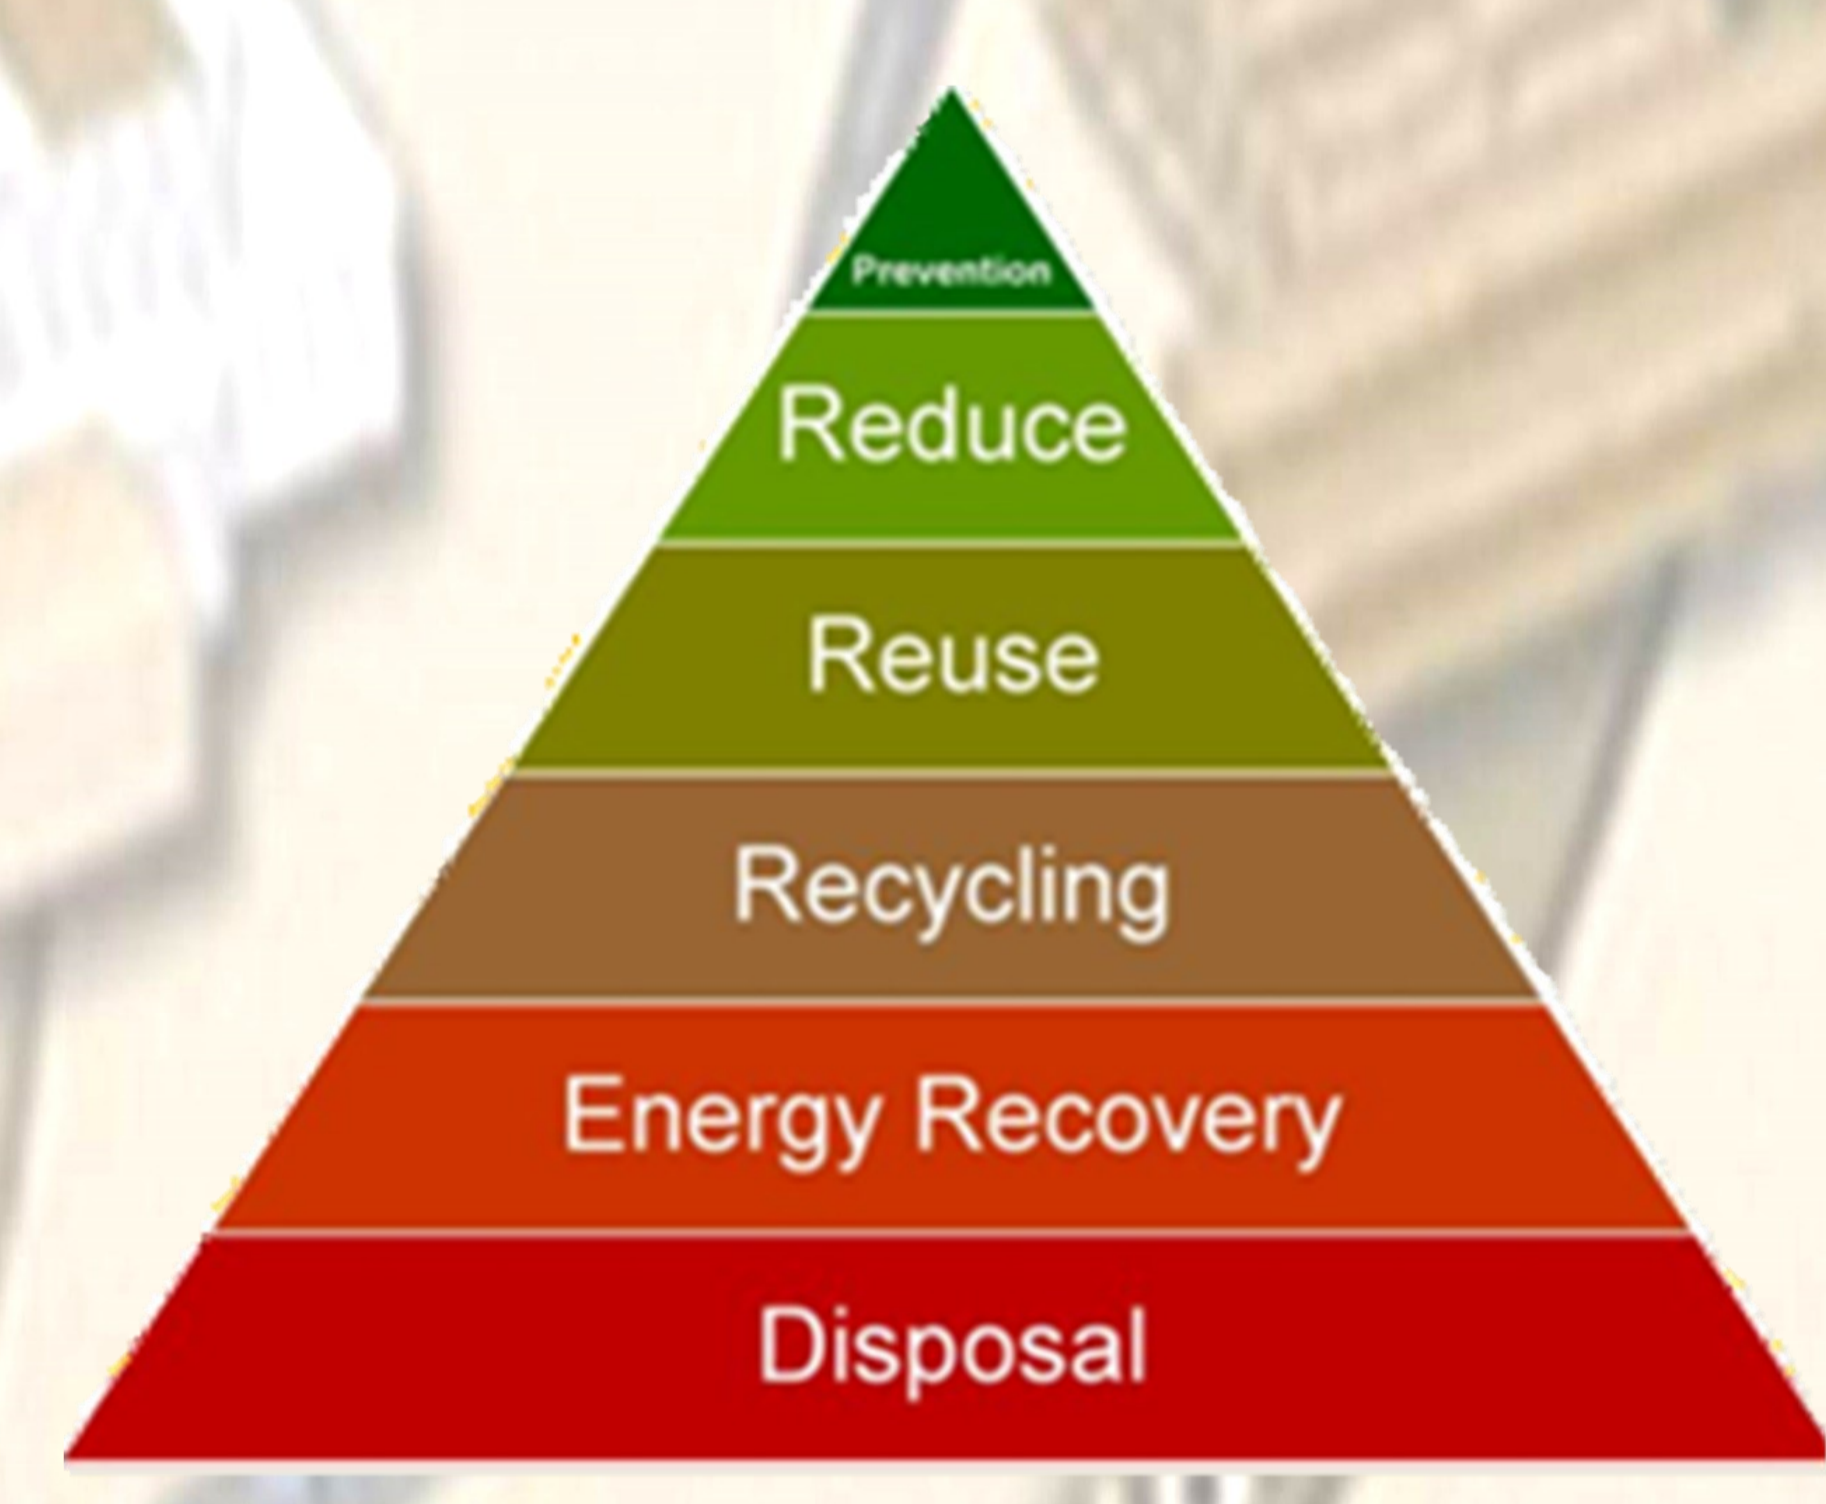 Prevention
Reduce
Reuse
Recycling
Energy Recovery
Disposal